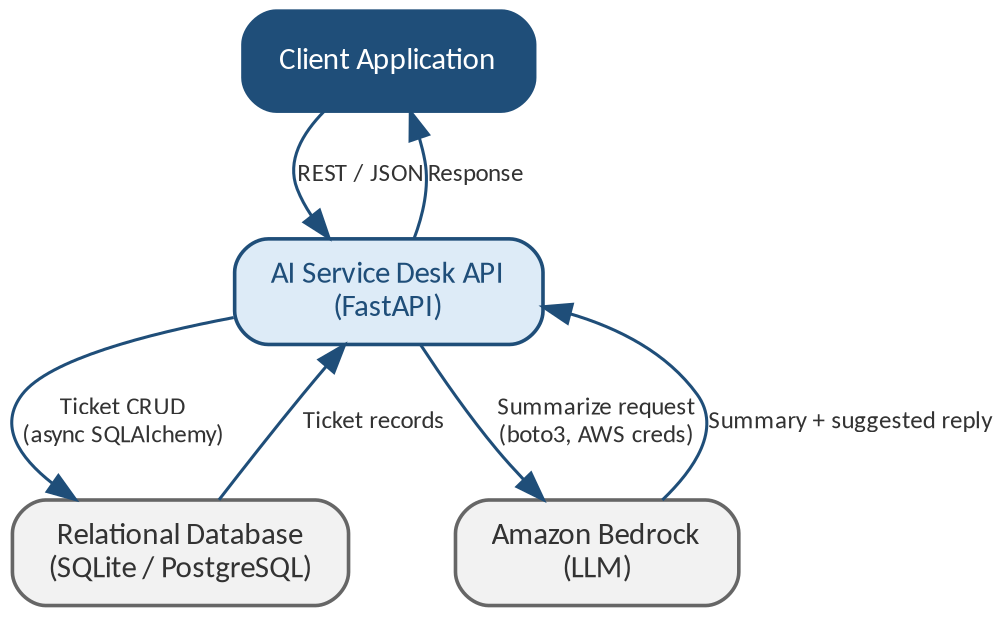 Client Application
REST / JSON
Response
AI Service Desk API
(FastAPI)
Ticket CRUD
(async SQLAlchemy)
Ticket records
Summarize request
(boto3, AWS creds)
Summary + suggested reply
Relational Database
(SQLite / PostgreSQL)
Amazon Bedrock
(LLM)